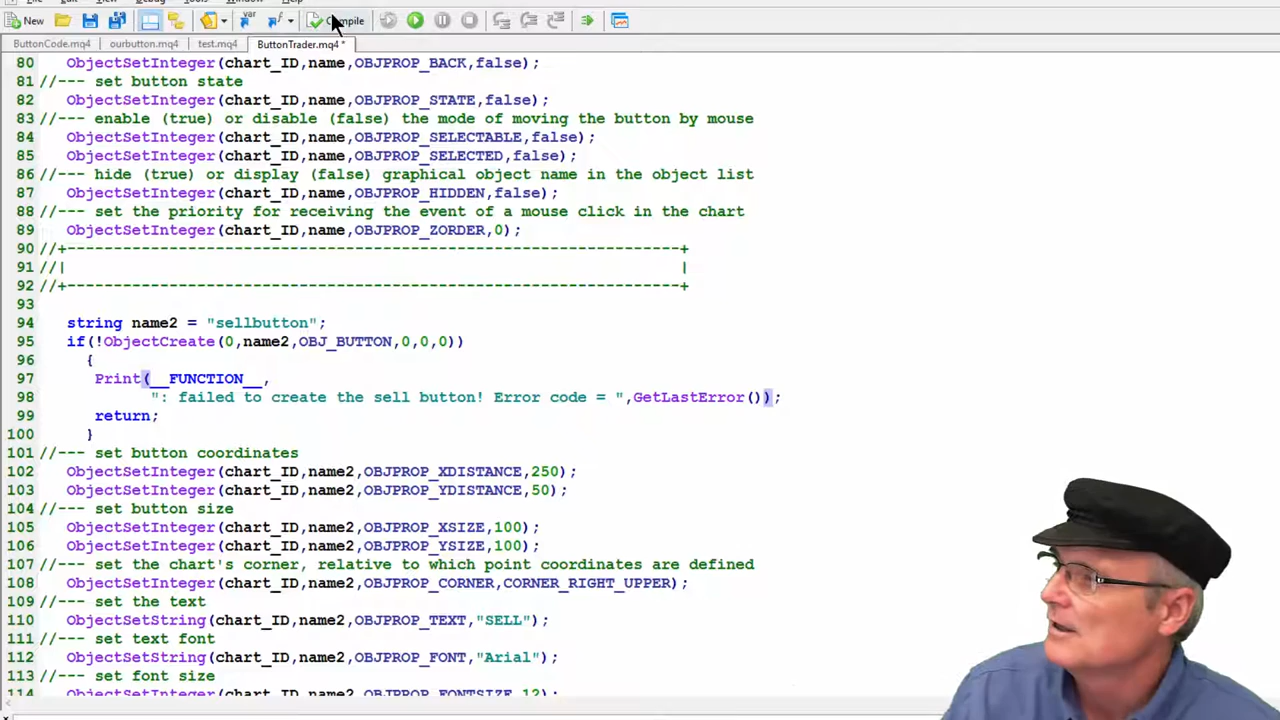 New Compile
ButtonCode.mq4 ourbutton.mq4 test.mq4 ButtonTrader.mq4 *
80 ObjectSetInteger(chart_ID,name,OBJPROP_BACK,false);
81 //--- set button state
82 ObjectSetInteger(chart_ID,name,OBJPROP_STATE,false);
83 //--- enable (true) or disable (false) the mode of moving the button by mouse
84 ObjectSetInteger(chart_ID,name,OBJPROP_SELECTABLE,false);
85 ObjectSetInteger(chart_ID,name,OBJPROP_SELECTED,false);
86 //--- hide (true) or display (false) graphical object name in the object list
87 ObjectSetInteger(chart_ID,name,OBJPROP_HIDDEN,false);
88 //--- set the priority for receiving the event of a mouse click in the chart
89 ObjectSetInteger(chart_ID,name,OBJPROP_ZORDER,0);
90 //+------------------------------------------------------------------+
91 //|                                                                  |
92 //+------------------------------------------------------------------+
93
94 string name2 = "sellbutton";
95 if(!ObjectCreate(0,name2,OBJ_BUTTON,0,0,0))
96 {
97 Print(__FUNCTION__,
98 ": failed to create the sell button! Error code = ",GetLastError());
99 return;
100 }
101 //--- set button coordinates
102 ObjectSetInteger(chart_ID,name2,OBJPROP_XDISTANCE,250);
103 ObjectSetInteger(chart_ID,name2,OBJPROP_YDISTANCE,50);
104 //--- set button size
105 ObjectSetInteger(chart_ID,name2,OBJPROP_XSIZE,100);
106 ObjectSetInteger(chart_ID,name2,OBJPROP_YSIZE,100);
107 //--- set the chart's corner, relative to which point coordinates are defined
108 ObjectSetInteger(chart_ID,name2,OBJPROP_CORNER,CORNER_RIGHT_UPPER);
109 //--- set the text
110 ObjectSetString(chart_ID,name2,OBJPROP_TEXT,"SELL");
111 //--- set text font
112 ObjectSetString(chart_ID,name2,OBJPROP_FONT,"Arial");
113 //--- set font size
114 ObjectSetInteger(chart_ID,name2,OBJPROP_FONTSIZE,12);